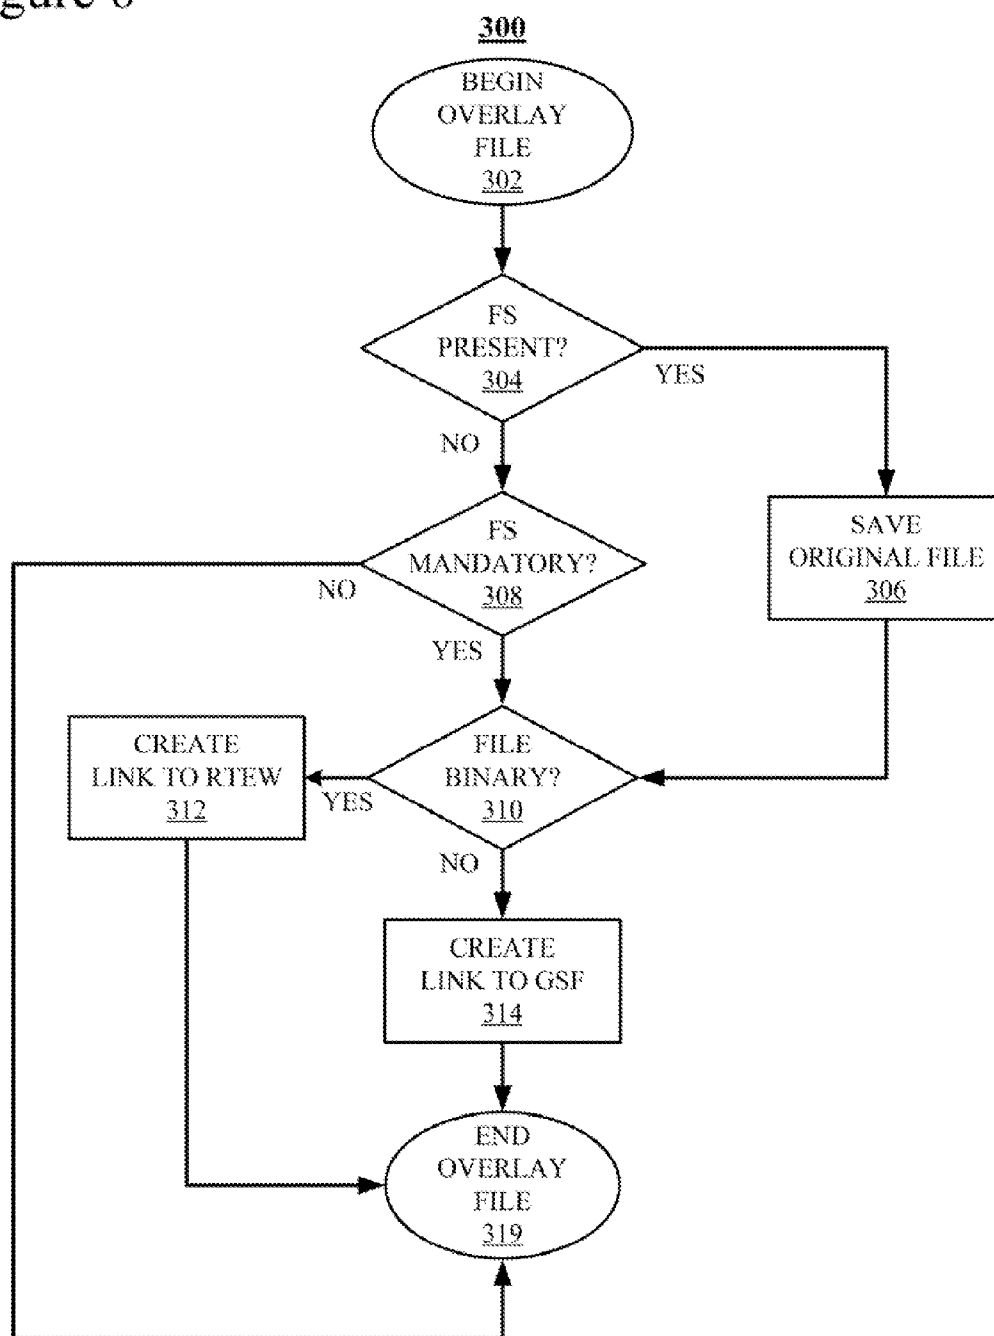 gure 6
300
BEGIN
OVERLAY
FILE
302
FS
PRESENT?
304
YES
NO
FS
MANDATORY?
308
NO
YES
SAVE
ORIGINAL FILE
306
CREATE
LINK TO RTEW
312
FILE
BINARY?
310
YES
NO
CREATE
LINK TO GSF
314
END
OVERLAY
FILE
319